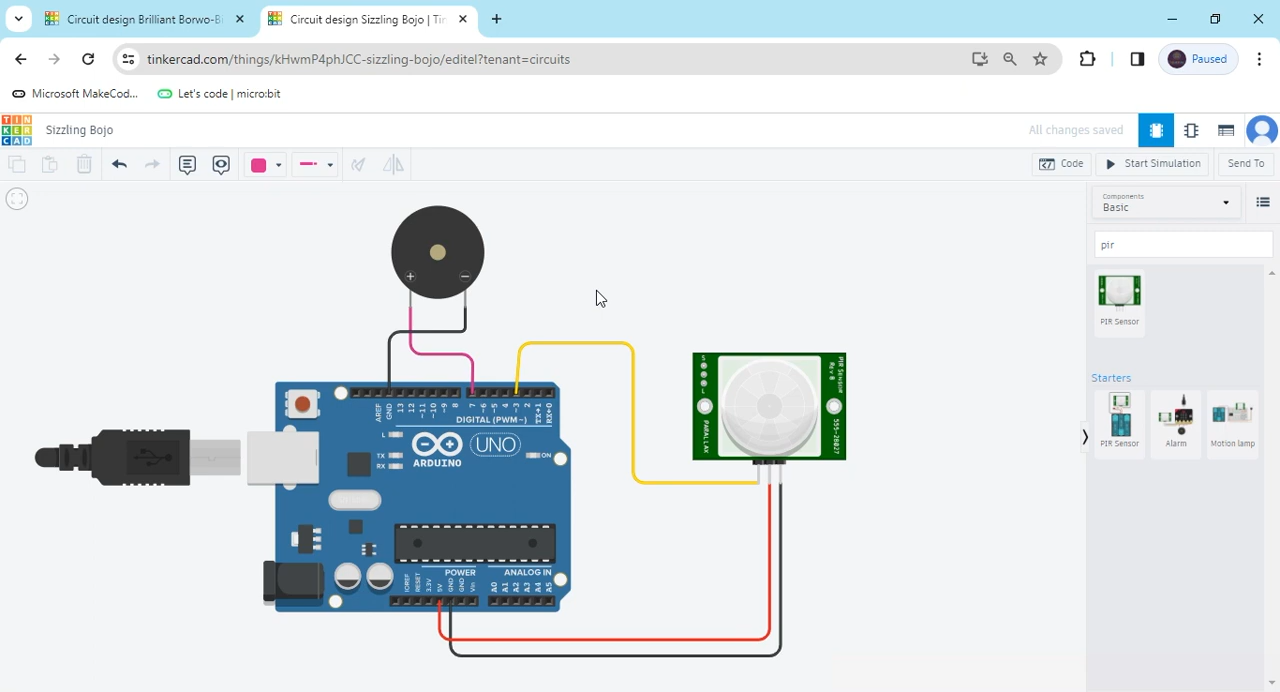 Circuit design Brilliant Borwo-B
Circuit design Sizzling Bojo | Tin
tinkercad.com/things/kHwmP4phJCC-sizzling-bojo/editel?tenant=circuits
Paused
Microsoft MakeCod...
Let's code | micro:bit
TIN
KER
CAD
Sizzling Bojo
All changes saved
Code
Start Simulation
Send To
Components
Basic
pir
PIR Sensor
Starters
PIR Sensor
Alarm
Motion lamp
+
−
AREF
GND
13
12
~11
~10
~9
8
7
~6
~5
4
~3
2
TX→1
RX←0
DIGITAL (PWM~)
L
TX
RX
UNO
ARDUINO
ON
POWER
ANALOG IN
IOREF
RESET
3.3V
5V
GND
GND
Vin
A0
A1
A2
A3
A4
A5
PIR Sensor
Rev B
PARALLAX
555-28027